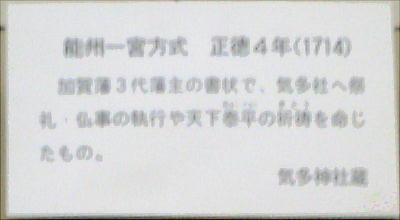 能州一宮方式　正徳４年(1714)
加賀藩３代藩主の書状で、気多社へ祭
礼・仏事の執行や天下泰平の祈祷を命じ
たもの。
気多神社蔵